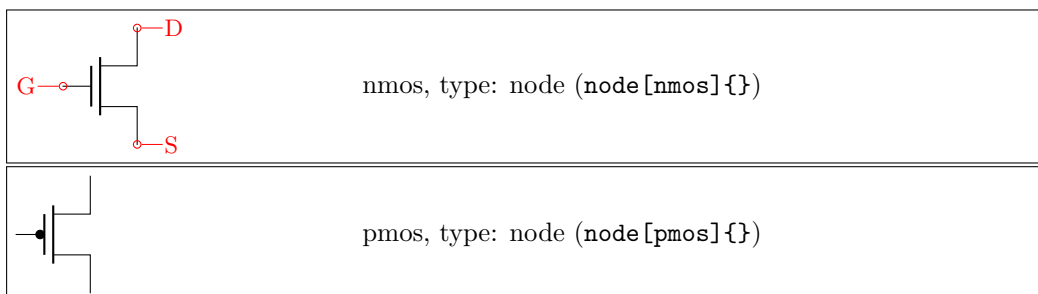 D
G
nmos, type: node (node[nmos]{})
S
pmos, type: node (node[pmos]{})